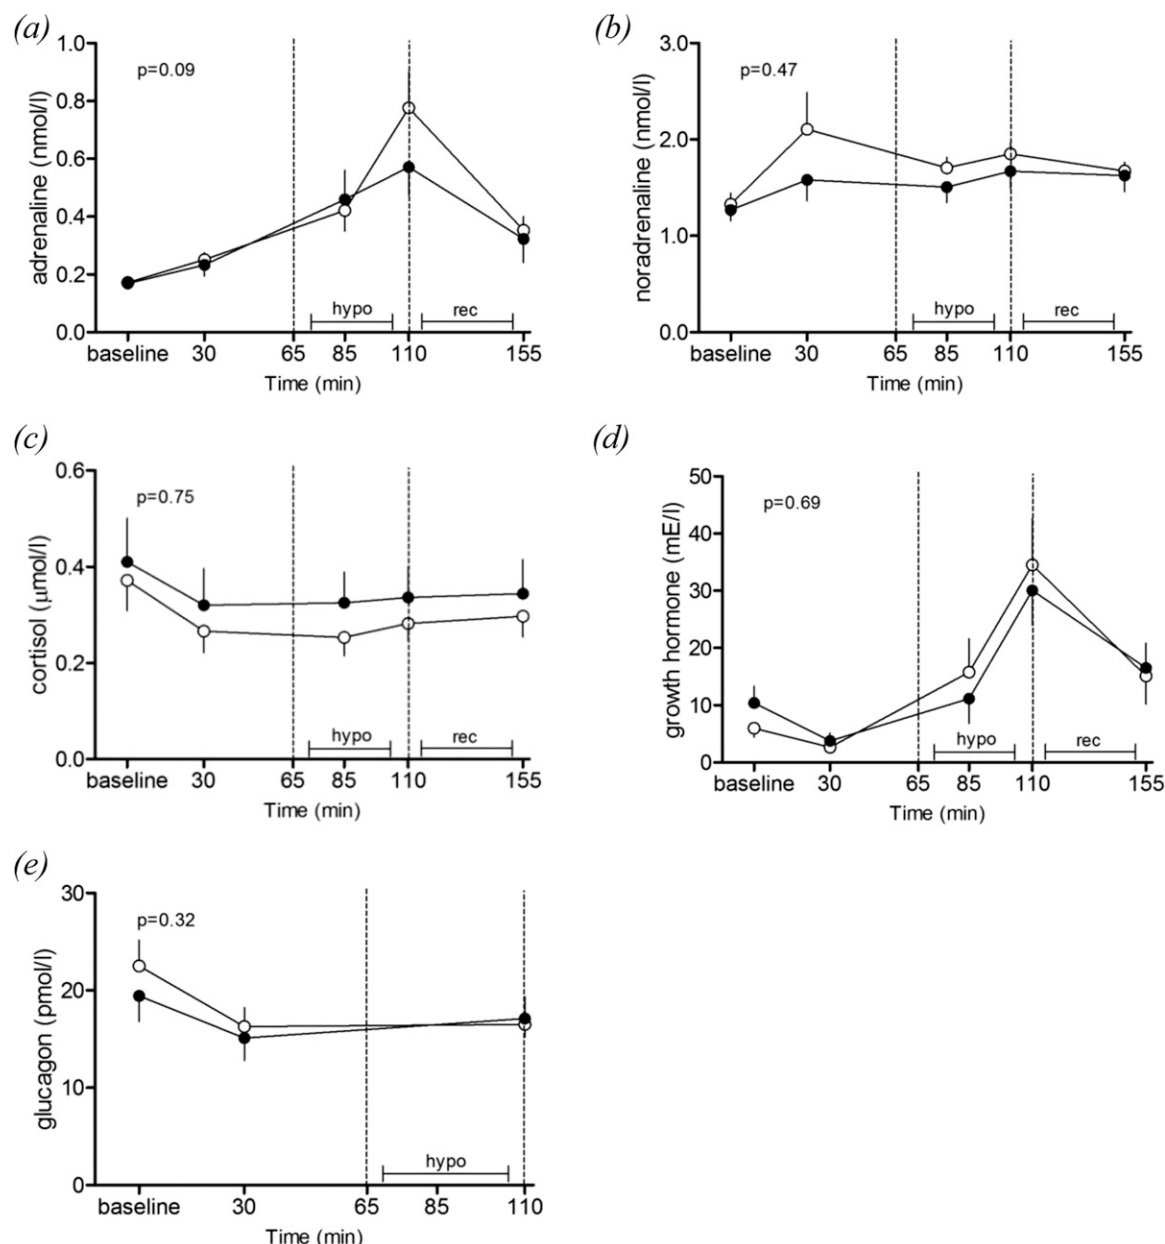 (a)
adrenaline (nmol/l)
1.0
0.8
0.6
0.4
0.2
0.0
p=0.09
hypo
rec
baseline 30 65 85 110 155
Time (min)
(b)
noradrenaline (nmol/l)
3.0
2.0
1.0
0.0
p=0.47
hypo
rec
baseline 30 65 85 110 155
Time (min)
(c)
cortisol (μmol/l)
0.6
0.4
0.2
0.0
p=0.75
hypo
rec
baseline 30 65 85 110 155
Time (min)
(d)
growth hormone (mE/l)
50
40
30
20
10
0
p=0.69
hypo
rec
baseline 30 65 85 110 155
Time (min)
(e)
glucagon (pmol/l)
30
20
10
0
p=0.32
hypo
baseline 30 65 85 110
Time (min)